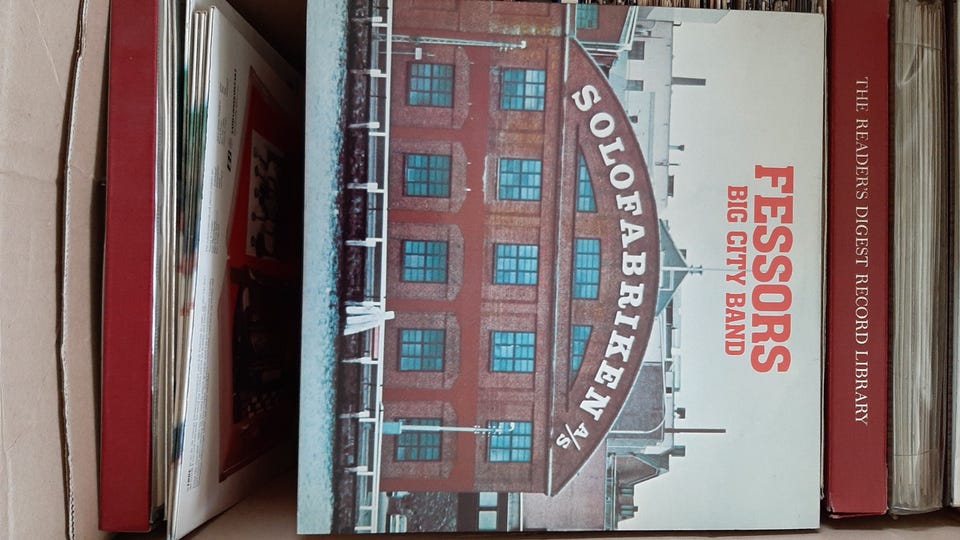 FESSORS
BIG CITY BAND
SOLOFABRIKEN A/S
THE READER'S DIGEST RECORD LIBRARY